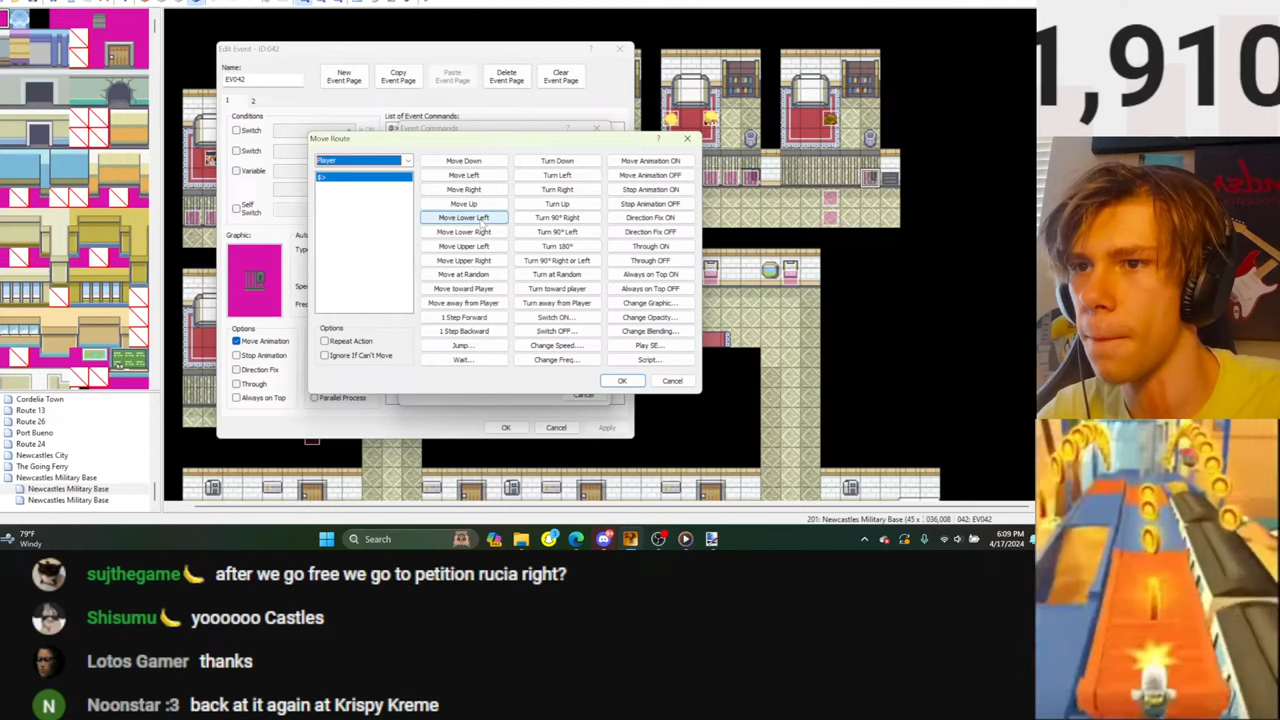 Edit Event - ID:042
Name:
EV042
New Event Page
Copy Event Page
Paste Event Page
Delete Event Page
Clear Event Page
1 2
Conditions
Switch
Switch
Variable
Self Switch
List of Event Commands:
@> Event Commands
Graphic:
Options
Move Animation
Stop Animation
Direction Fix
Through
Always on Top
Parallel Process
OK Cancel Apply
Cancel
Move Route
Player
$>
Move Down Turn Down Move Animation ON
Move Left Turn Left Move Animation OFF
Move Right Turn Right Stop Animation ON
Move Up Turn Up Stop Animation OFF
Move Lower Left Turn 90° Right Direction Fix ON
Move Lower Right Turn 90° Left Direction Fix OFF
Move Upper Left Turn 180° Through ON
Move Upper Right Turn 90° Right or Left Through OFF
Move at Random Turn at Random Always on Top ON
Move toward Player Turn toward player Always on Top OFF
Move away from Player Turn away from Player Change Graphic...
1 Step Forward Switch ON... Change Opacity...
1 Step Backward Switch OFF... Change Blending...
Jump... Change Speed.... Play SE...
Wait... Change Freq... Script...
Options
Repeat Action
Ignore If Can't Move
OK Cancel
Cordelia Town
Route 13
Route 26
Port Bueno
Route 24
Newcastles City
The Going Ferry
Newcastles Military Base
Newcastles Military Base
Newcastles Military Base
201: Newcastles Military Base (45 x 036,008 042: EV042
79°F
Windy
Search
6:09 PM
4/17/2024
1,910
sujthegame after we go free we go to petition rucia right?
Shisumu yoooooo Castles
Lotos Gamer thanks
N
Noonstar :3 back at it again at Krispy Kreme